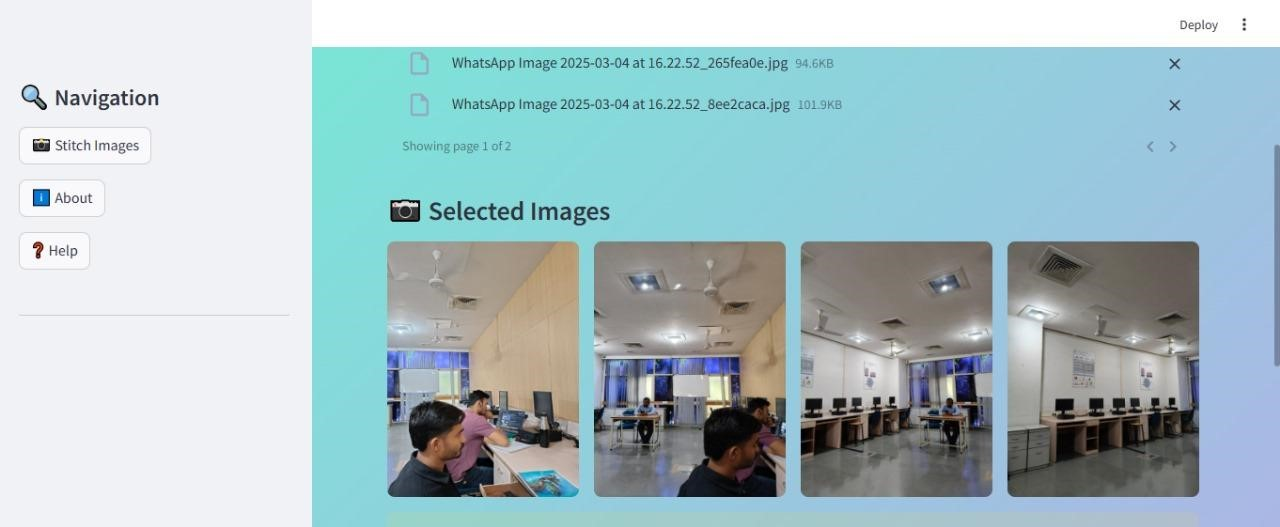 Deploy
Navigation
Stitch Images
About
Help
WhatsApp Image 2025-03-04 at 16.22.52_265fea0e.jpg 94.6KB
WhatsApp Image 2025-03-04 at 16.22.52_8ee2caca.jpg 101.9KB
Showing page 1 of 2
Selected Images